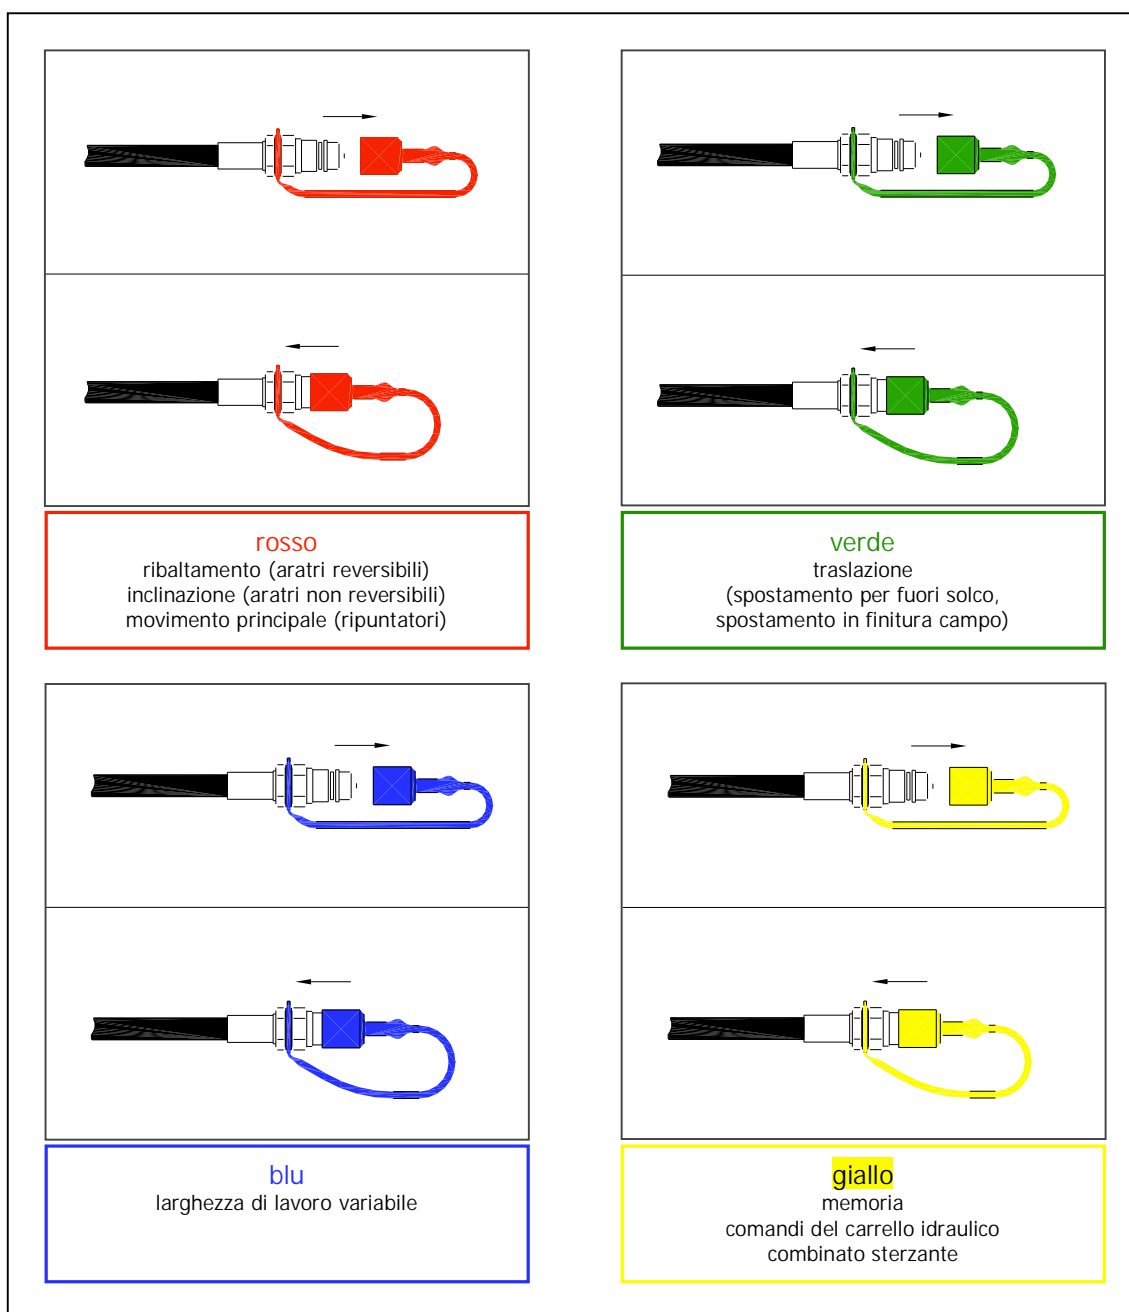 rosso
ribaltamento (aratri reversibili)
inclinazione (aratri non reversibili)
movimento principale (ripuntatori)
verde
traslazione
(spostamento per fuori solco,
spostamento in finitura campo)
blu
larghezza di lavoro variabile
giallo
memoria
comandi del carrello idraulico
combinato sterzante